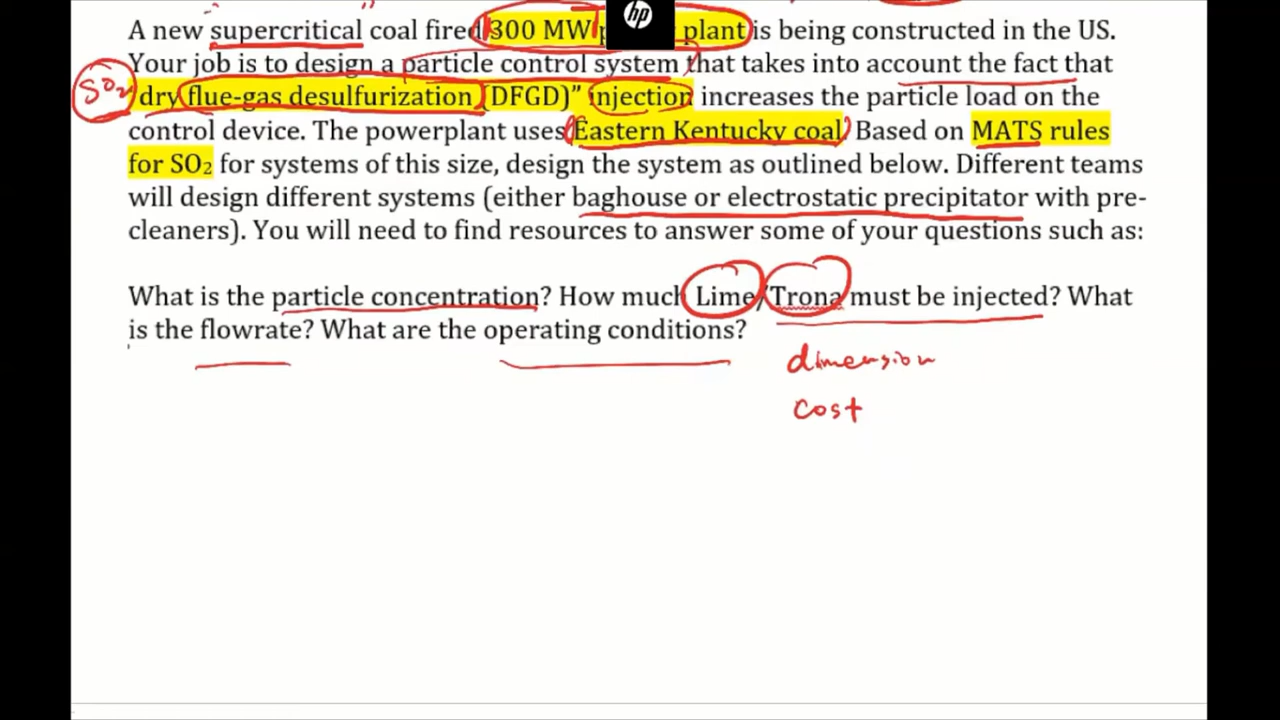 A new supercritical coal fired 300 MW p plant is being constructed in the US.
hp
Your job is to design a particle control system that takes into account the fact that
SO2
dry flue-gas desulfurization (DFGD)” injection increases the particle load on the
control device. The powerplant uses Eastern Kentucky coal. Based on MATS rules
for SO2 for systems of this size, design the system as outlined below. Different teams
will design different systems (either baghouse or electrostatic precipitator with pre-
cleaners). You will need to find resources to answer some of your questions such as:
What is the particle concentration? How much Lime/Trona must be injected? What
is the flowrate? What are the operating conditions?
dimension
cost